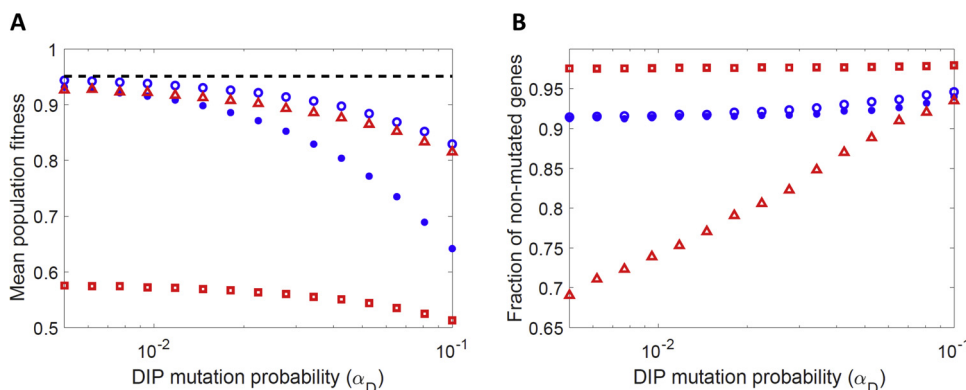 A
B
Mean population fitness
1
0.9
0.8
0.7
0.6
0.5
10^-2
10^-1
DIP mutation probability (α_D)
Fraction of non-mutated genes
0.95
0.9
0.85
0.8
0.75
0.7
0.65
10^-2
10^-1
DIP mutation probability (α_D)